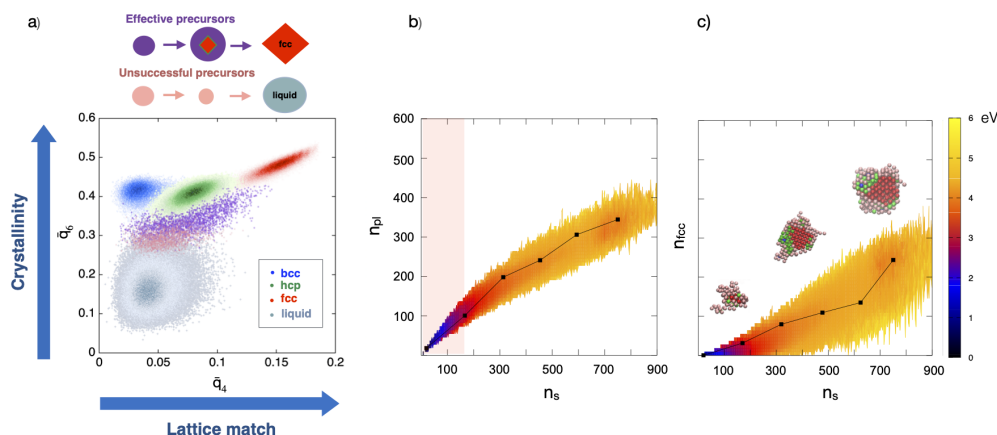 a)
Effective precursors
fcc
Unsuccessful precursors
liquid
Crystallinity
q̄6
0.6
0.5
0.4
0.3
0.2
0.1
0
0
0.05
0.1
0.15
0.2
bcc
hcp
fcc
liquid
q̄4
Lattice match
b)
npl
600
500
400
300
200
100
100
300
500
700
900
ns
c)
nfcc
100
300
500
700
900
ns
eV
6
5
4
3
2
1
0